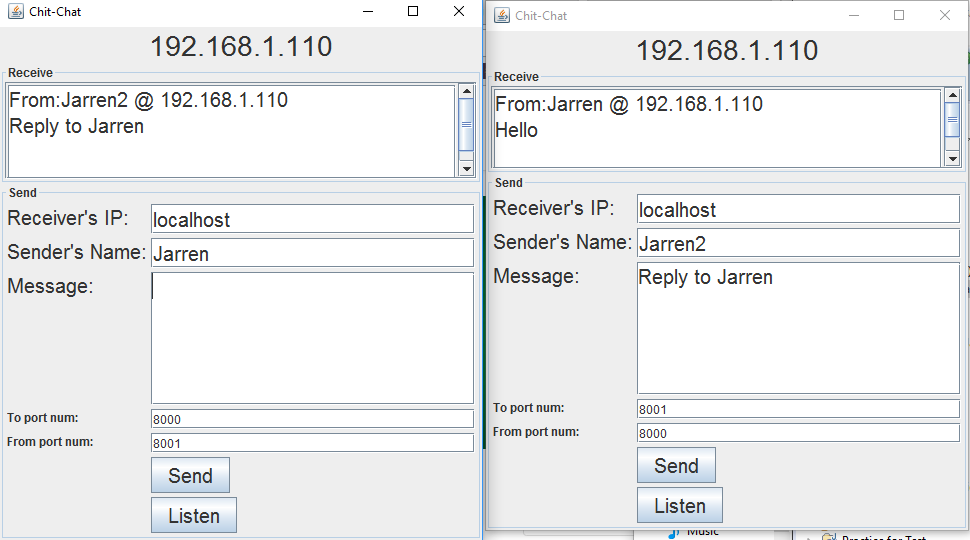 Chit-Chat
192.168.1.110
Receive
From:Jarren2 @ 192.168.1.110
Reply to Jarren
Send
Receiver's IP: localhost
Sender's Name: Jarren
Message:
To port num: 8000
From port num: 8001
Send
Listen
Chit-Chat
192.168.1.110
Receive
From:Jarren @ 192.168.1.110
Hello
Send
Receiver's IP: localhost
Sender's Name: Jarren2
Message: Reply to Jarren
To port num: 8001
From port num: 8000
Send
Listen
Music
Practice for Test